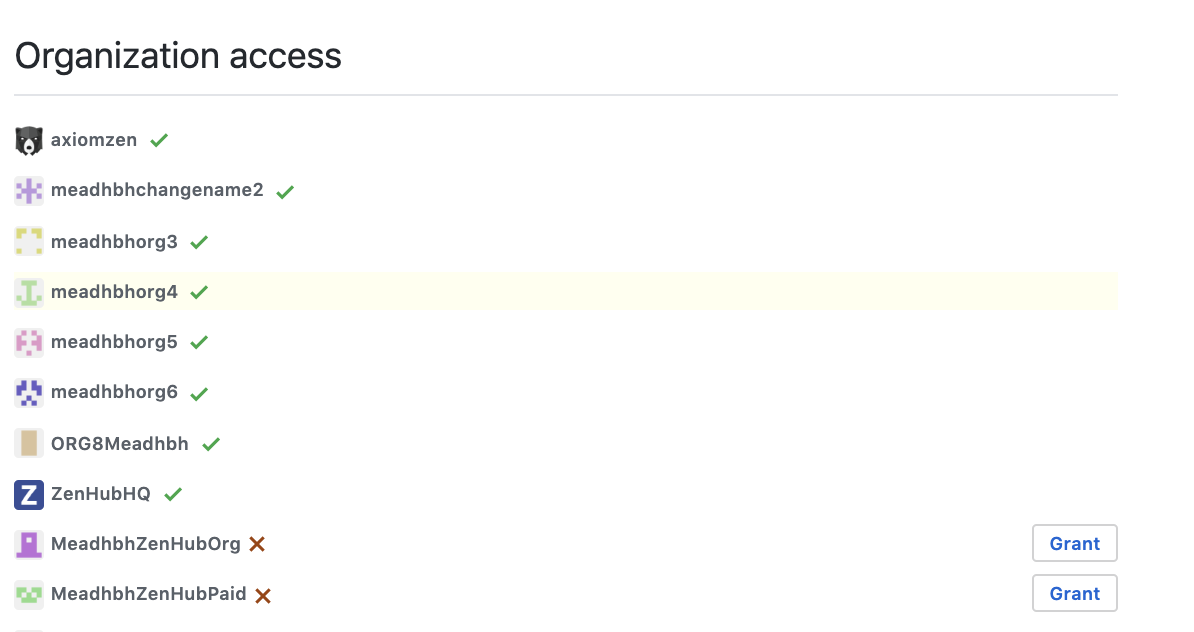 Organization access
axiomzen
meadhbhchangename2
meadhbhorg3
meadhbhorg4
meadhbhorg5
meadhbhorg6
ORG8Meadhbh
Z ZenHubHQ
MeadhbhZenHubOrg Grant
MeadhbhZenHubPaid Grant